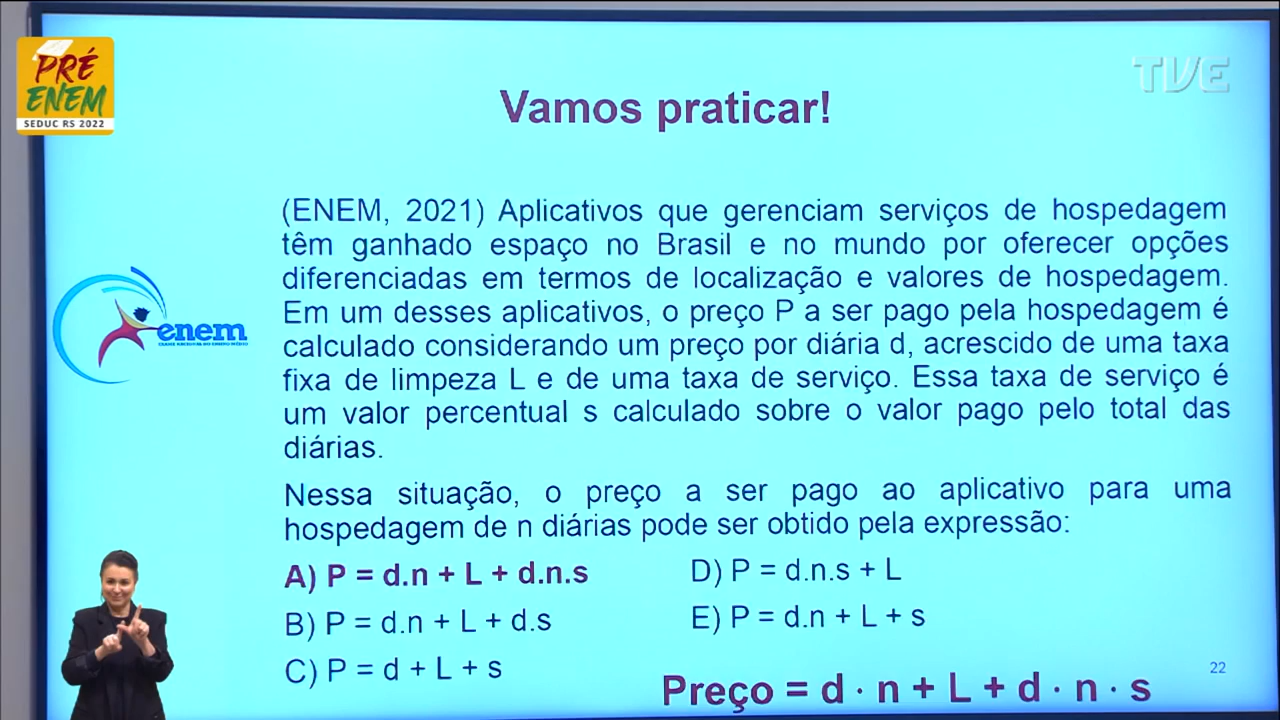 PRÉ
ENEM
SEDUC RS 2022
TVE
Vamos praticar!
(ENEM, 2021) Aplicativos que gerenciam serviços de hospedagem
têm ganhado espaço no Brasil e no mundo por oferecer opções
diferenciadas em termos de localização e valores de hospedagem.
Em um desses aplicativos, o preço P a ser pago pela hospedagem é
calculado considerando um preço por diária d, acrescido de uma taxa
fixa de limpeza L e de uma taxa de serviço. Essa taxa de serviço é
um valor percentual s calculado sobre o valor pago pelo total das
diárias.
enem
EXAME NACIONAL DO ENSINO MÉDIO
Nessa situação, o preço a ser pago ao aplicativo para uma
hospedagem de n diárias pode ser obtido pela expressão:
A) P = d.n + L + d.n.s
B) P = d.n + L + d.s
C) P = d + L + s
D) P = d.n.s + L
E) P = d.n + L + s
Preço = d · n + L + d · n · s
22